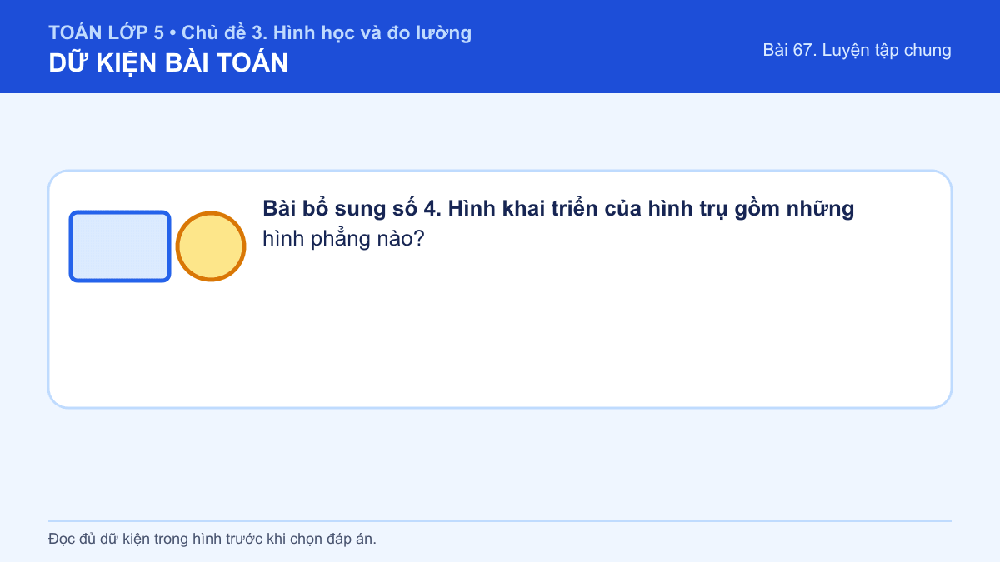 TOÁN LỚP 5 • Chủ đề 3. Hình học và đo lường
DỮ KIỆN BÀI TOÁN
Bài 67. Luyện tập chung
Bài bổ sung số 4. Hình khai triển của hình trụ gồm những
hình phẳng nào?
Đọc đủ dữ kiện trong hình trước khi chọn đáp án.